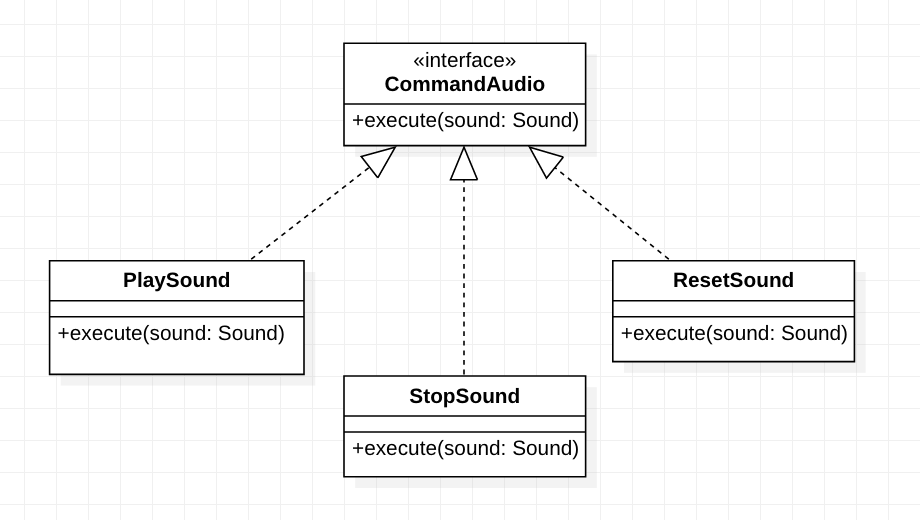 «interface»
CommandAudio
+execute(sound: Sound)
PlaySound
+execute(sound: Sound)
ResetSound
+execute(sound: Sound)
StopSound
+execute(sound: Sound)